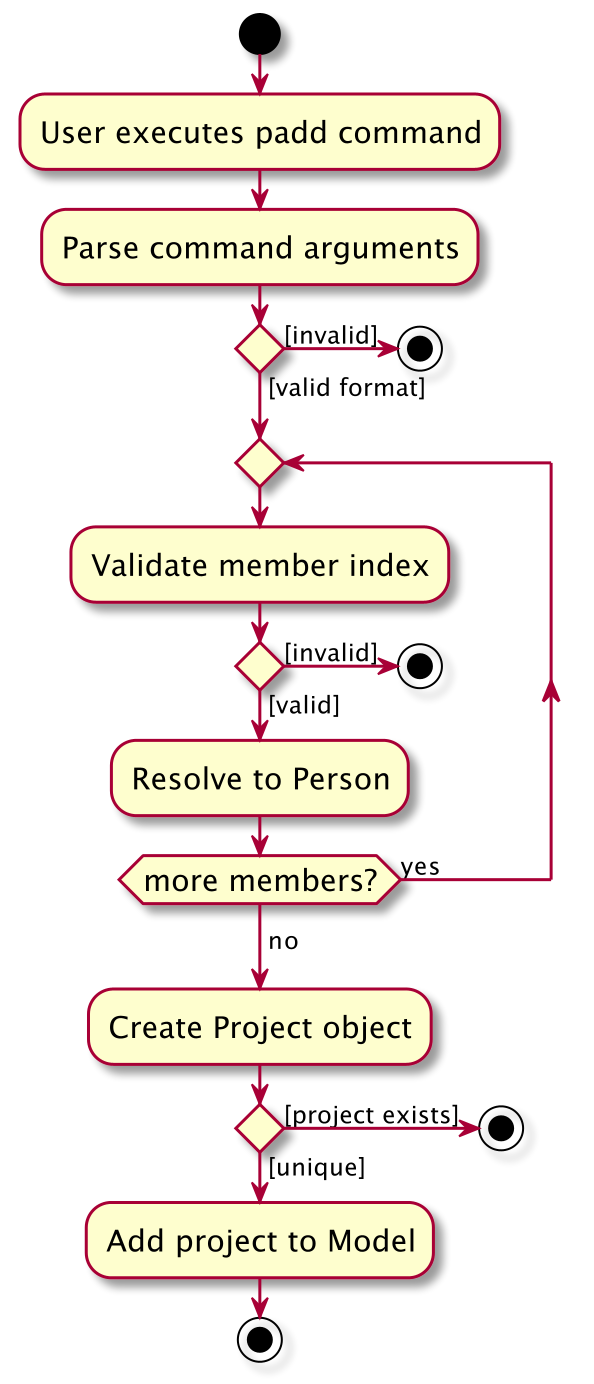 User executes padd command
Parse command arguments
[invalid]
[valid format]
Validate member index
[invalid]
[valid]
Resolve to Person
more members?
yes
no
Create Project object
[project exists]
[unique]
Add project to Model